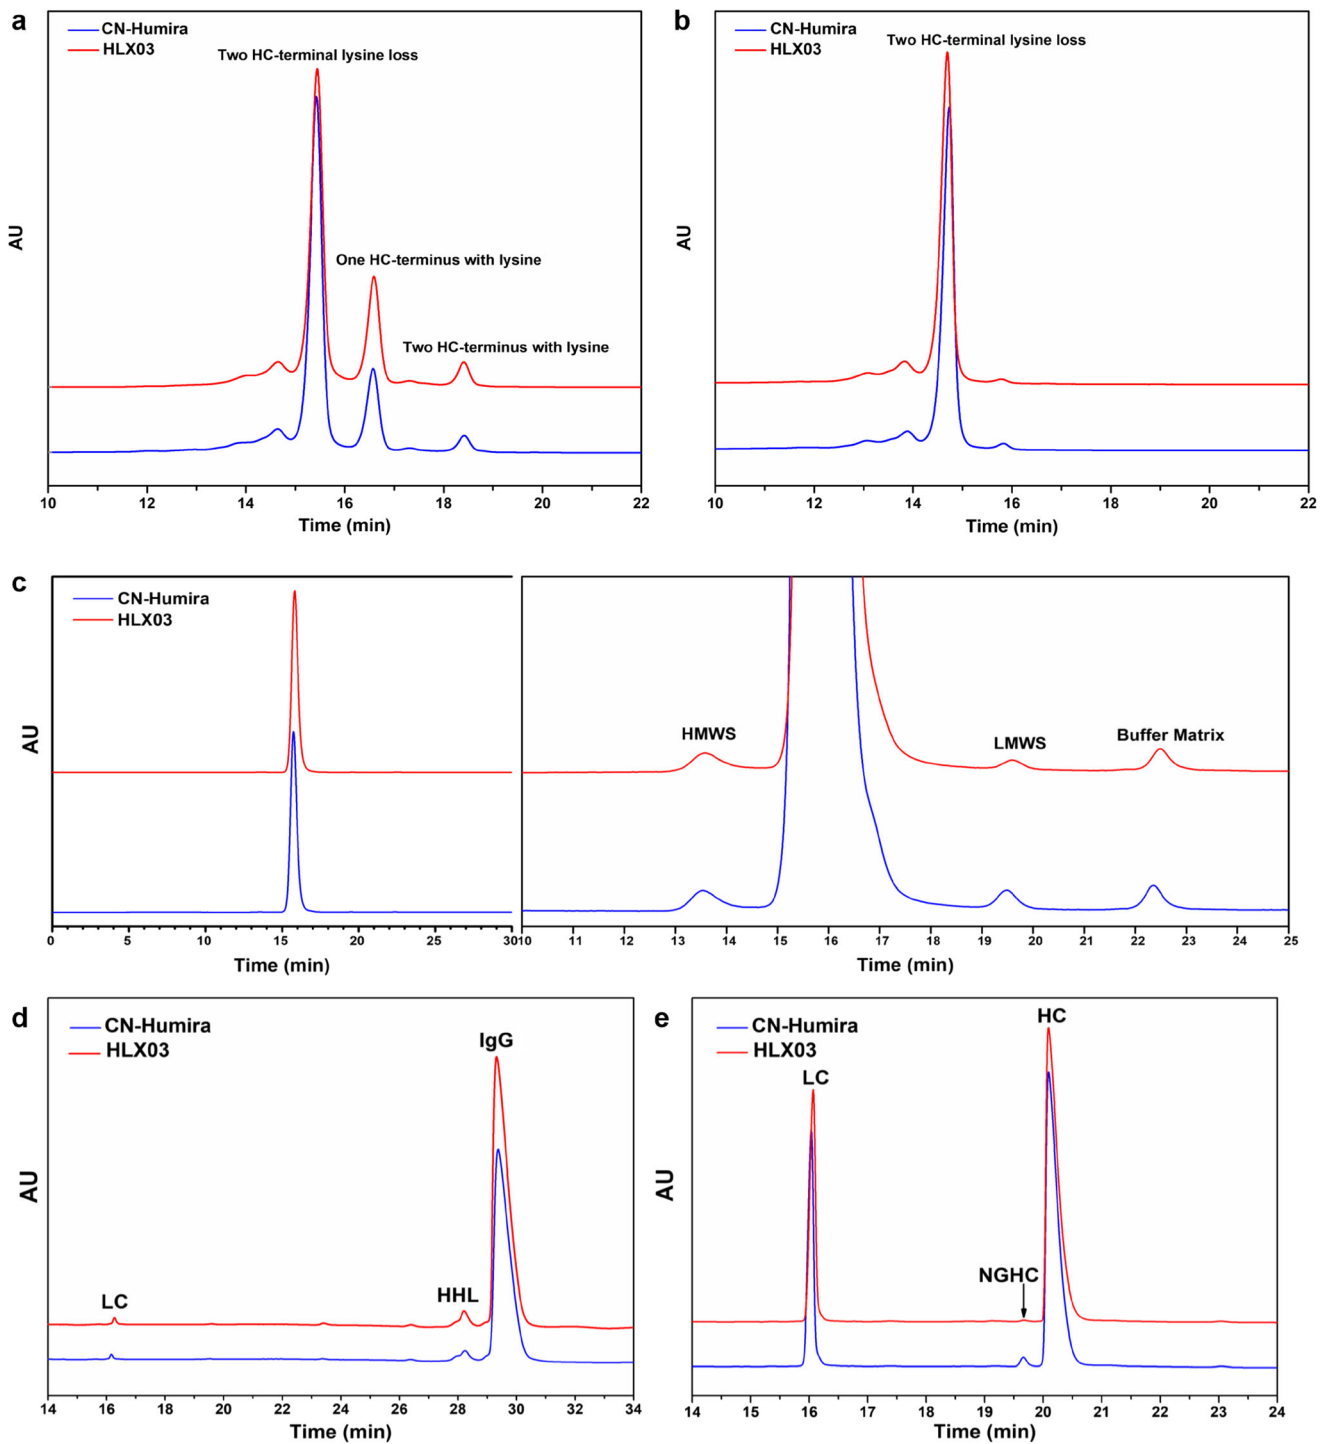 a
CN-Humira
HLX03
Two HC-terminal lysine loss
One HC-terminus with lysine
Two HC-terminus with lysine
AU
10 12 14 16 18 20 22
Time (min)
b
CN-Humira
HLX03
Two HC-terminal lysine loss
AU
10 12 14 16 18 20 22
Time (min)
c
CN-Humira
HLX03
AU
0 5 10 15 20 25 30
Time (min)
HMWS
LMWS
Buffer Matrix
10 11 12 13 14 15 16 17 18 19 20 21 22 23 24 25
Time (min)
d
CN-Humira
HLX03
IgG
LC
HHL
AU
14 16 18 20 22 24 26 28 30 32 34
Time (min)
e
CN-Humira
HLX03
HC
LC
NGHC
AU
14 15 16 17 18 19 20 21 22 23 24
Time (min)